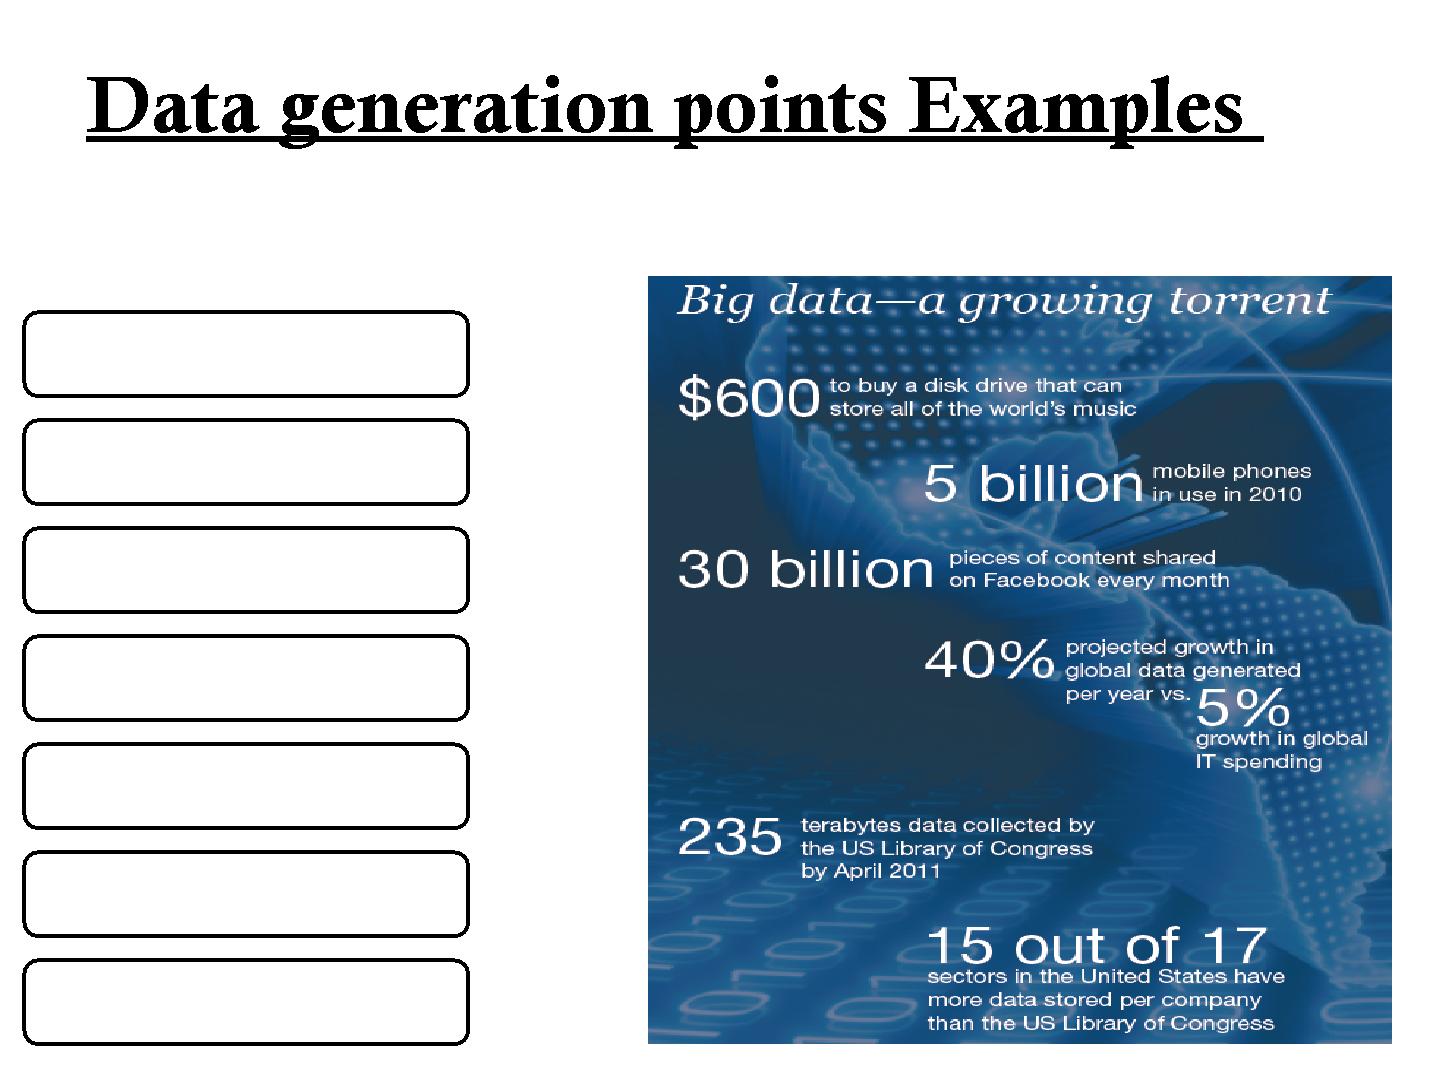 Data generation points Examples
Big data—a growing torrent
$600 to buy a disk drive that can
store all of the world's music
5 billion mobile phones
in use in 2010
30 billion pieces of content shared
on Facebook every month
40% projected growth in
global data generated
per year vs. 5%
growth in global
IT spending
235 terabytes data collected by
the US Library of Congress
by April 2011
15 out of 17
sectors in the United States have
more data stored per company
than the US Library of Congress